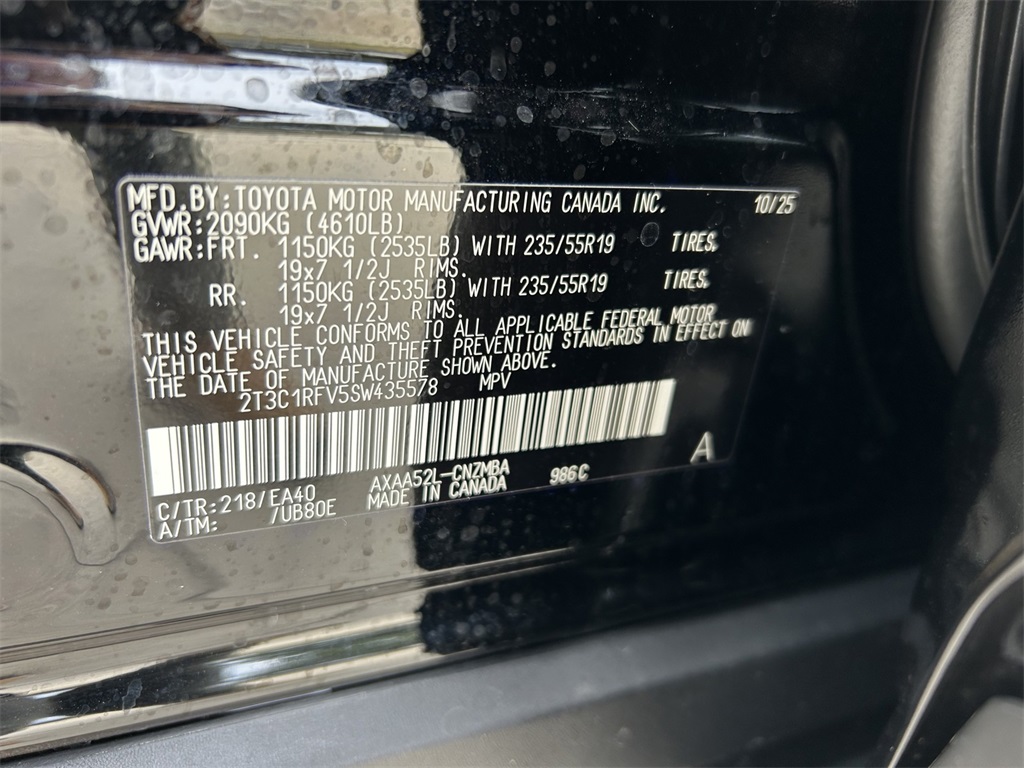 MFD.BY:TOYOTA MOTOR MANUFACTURING CANADA INC. 10/25
GVWR:2090KG (4610LB)
GAWR:FRT. 1150KG (2535LB) WITH 235/55R19 TIRES,
19x7 1/2J RIMS.
RR. 1150KG (2535LB) WITH 235/55R19 TIRES,
19x7 1/2J RIMS.
THIS VEHICLE CONFORMS TO ALL APPLICABLE FEDERAL MOTOR
VEHICLE SAFETY AND THEFT PREVENTION STANDARDS IN EFFECT ON
THE DATE OF MANUFACTURE SHOWN ABOVE.
2T3C1RFV5SW435578 MPV
A
C/TR:218/EA40 AXAA52L-CNZMBA 986C
A/TM: /UB80E MADE IN CANADA